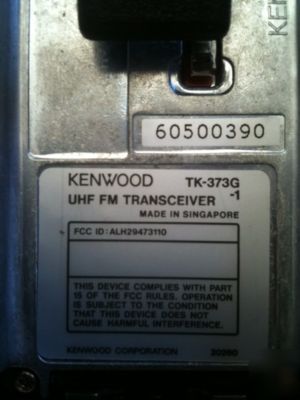 KEN
60500390
KENWOOD TK-373G
UHF FM TRANSCEIVER -1
MADE IN SINGAPORE
FCC ID: ALH29473110
THIS DEVICE COMPLIES WITH PART
15 OF THE FCC RULES. OPERATION
IS SUBJECT TO THE CONDITION
THAT THIS DEVICE DOES NOT
CAUSE HARMFUL INTERFERENCE.
KENWOOD CORPORATION